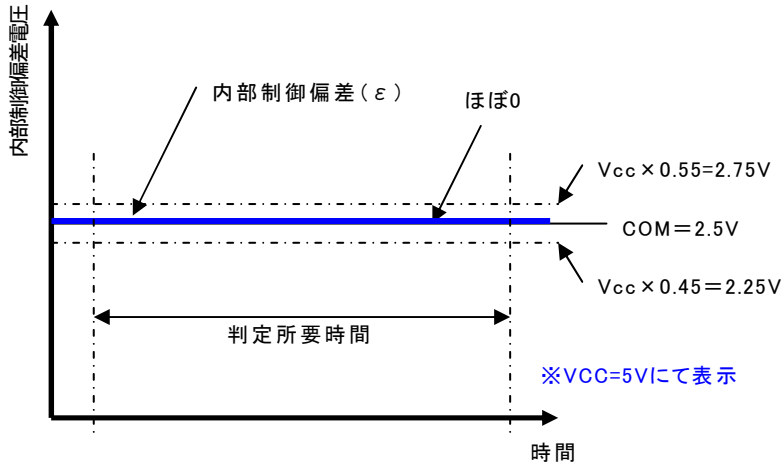 内部制御偏差電圧
内部制御偏差(ε)
ほぼ0
Vcc×0.55=2.75V
COM=2.5V
Vcc×0.45=2.25V
判定所要時間
※VCC=5Vにて表示
時間